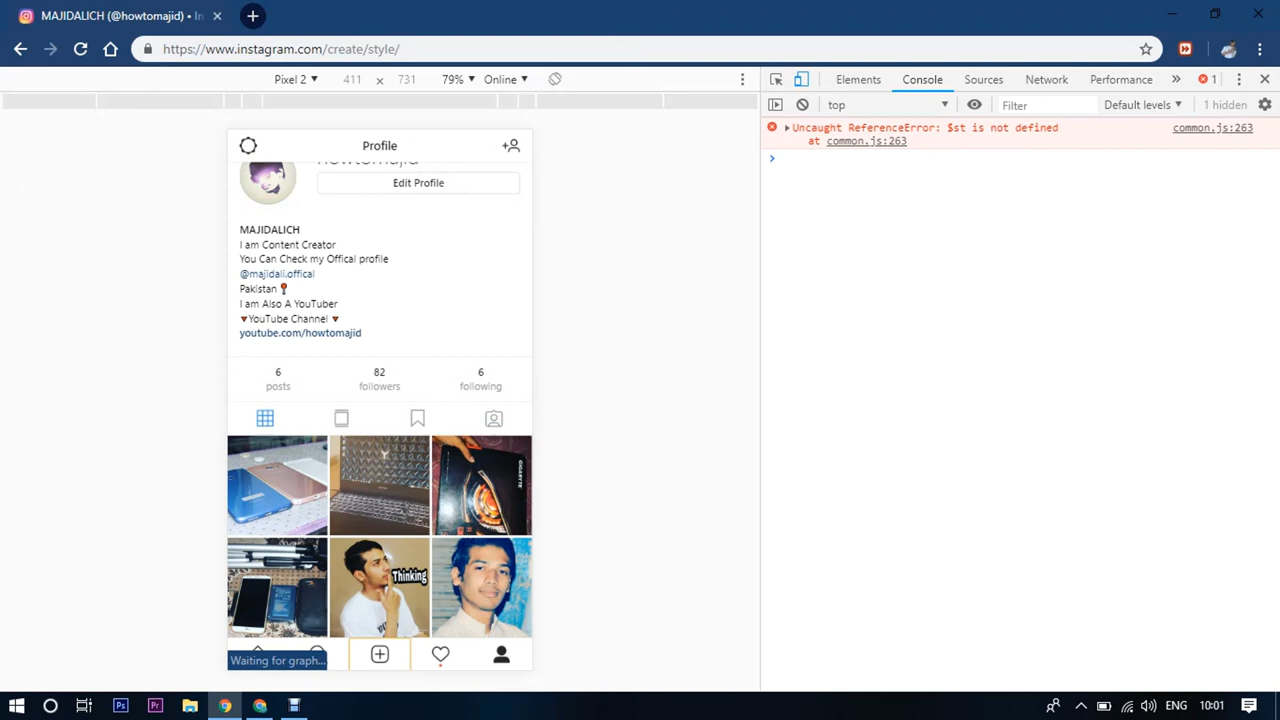 MAJIDALICH (@howtomajid) • In
https://www.instagram.com/create/style/
Pixel 2 ▼ 411 × 731 79% ▼ Online ▼
Elements Console Sources Network Performance » 1
top ▼ Filter Default levels ▼ 1 hidden
Uncaught ReferenceError: $st is not defined common.js:263
at common.js:263
Profile
howtomajid
Edit Profile
MAJIDALICH
I am Content Creator
You Can Check my Offical profile
@majidali.offical
Pakistan
I am Also A YouTuber
YouTube Channel
youtube.com/howtomajid
6 82 6
posts followers following
GIGABYTE
Thinking
Waiting for graph...
Ps Pr ENG 10:01